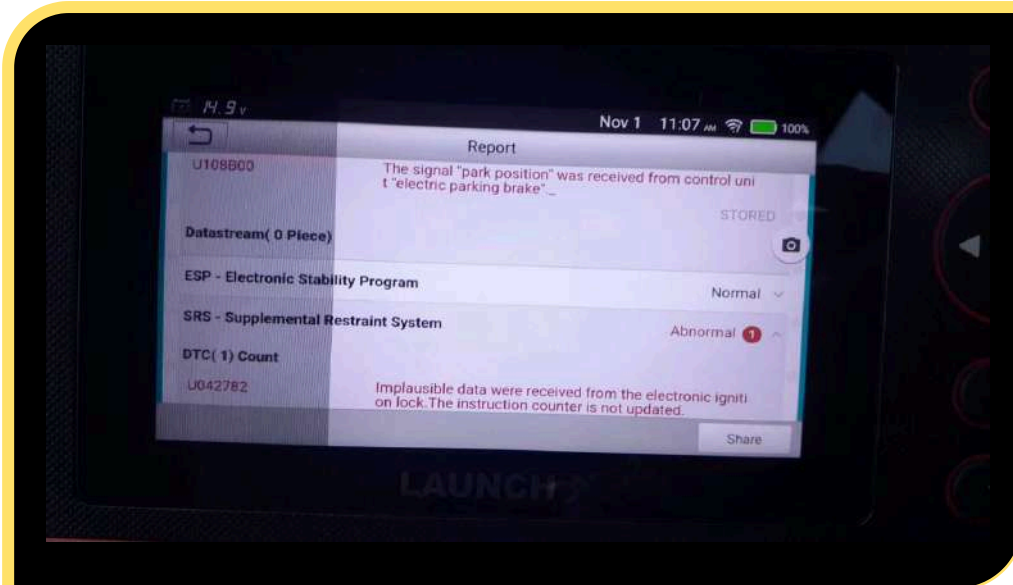 14.9v
Nov 1 11:07 AM 100%
Report
U108B00
The signal "park position" was received from control uni
t "electric parking brake"._
STORED
Datastream( 0 Piece)
ESP - Electronic Stability Program
Normal
SRS - Supplemental Restraint System
Abnormal 1
DTC( 1) Count
U042782
Implausible data were received from the electronic igniti
on lock.The instruction counter is not updated.
Share
LAUNCH